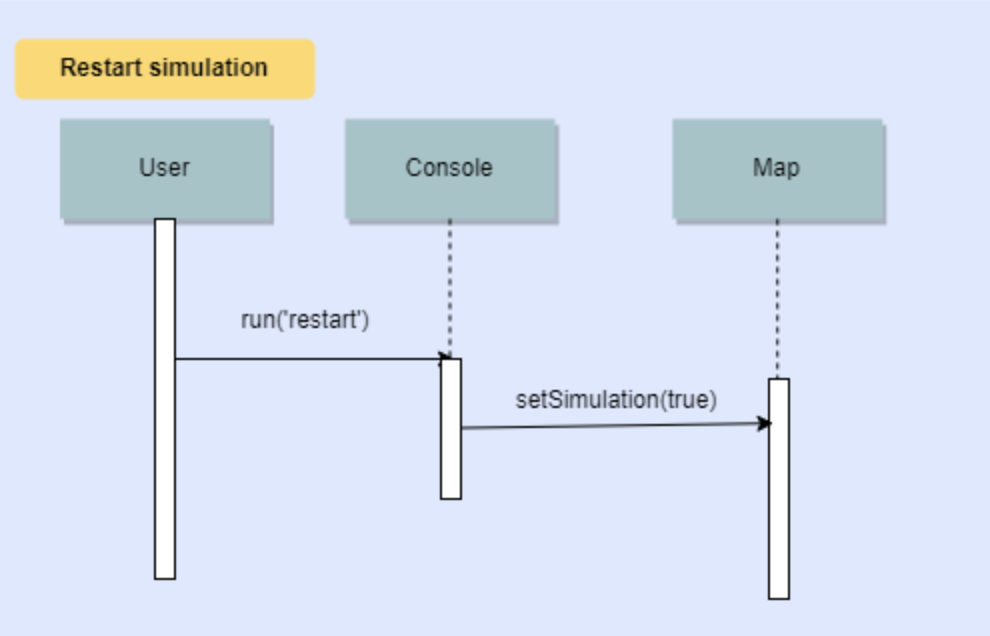 Restart simulation
User
Console
Map
run('restart')
setSimulation(true)